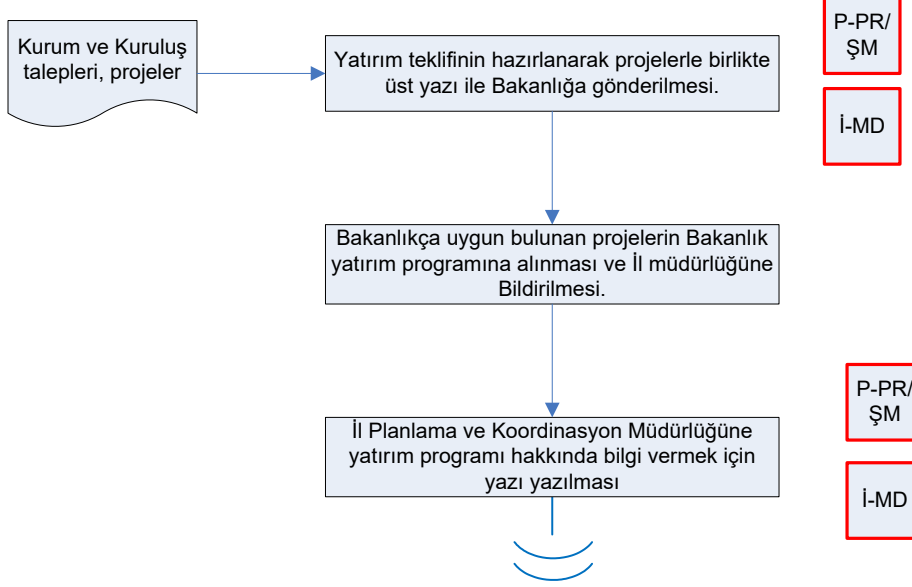 Kurum ve Kuruluş
talepleri, projeler
Yatırım teklifinin hazırlanarak projelerle birlikte
üst yazı ile Bakanlığa gönderilmesi.
P-PR/
ŞM
İ-MD
Bakanlıkça uygun bulunan projelerin Bakanlık
yatırım programına alınması ve İl müdürlüğüne
Bildirilmesi.
İl Planlama ve Koordinasyon Müdürlüğüne
yatırım programı hakkında bilgi vermek için
yazı yazılması
P-PR/
ŞM
İ-MD